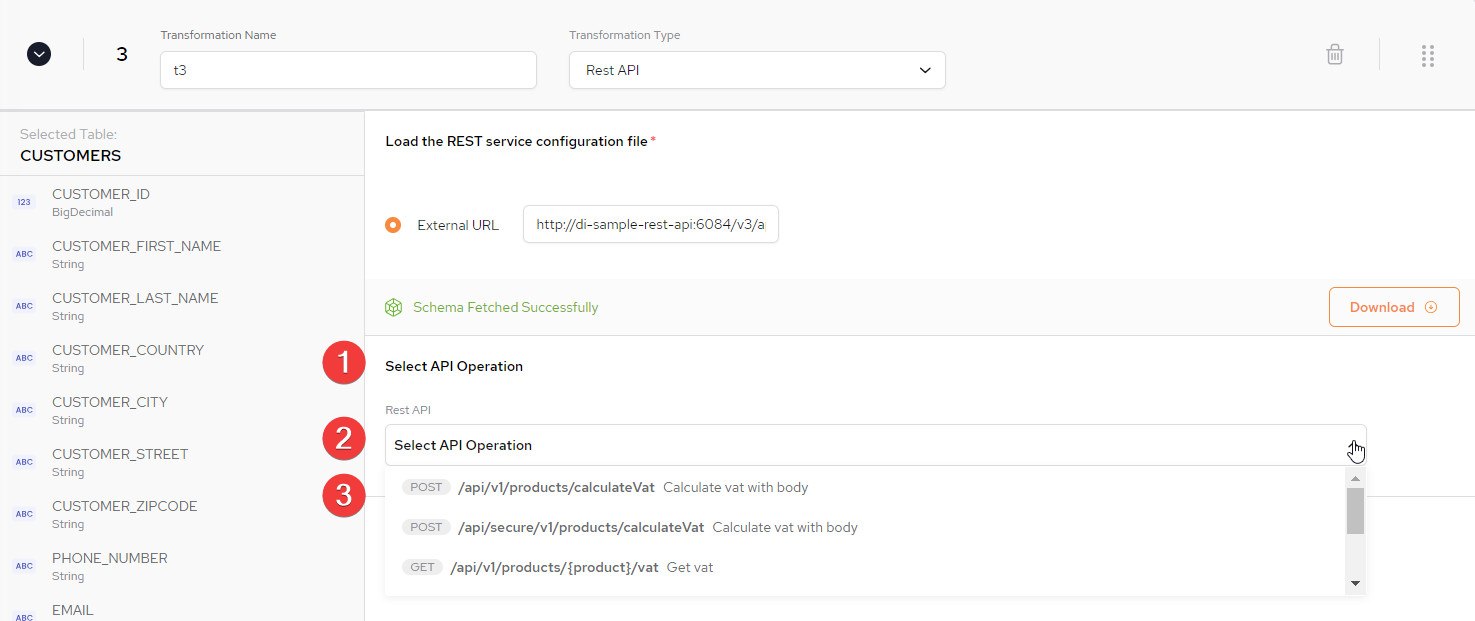 3
Transformation Name
t3
Transformation Type
Rest API
Selected Table:
CUSTOMERS
123
CUSTOMER_ID
BigDecimal
ABC
CUSTOMER_FIRST_NAME
String
ABC
CUSTOMER_LAST_NAME
String
ABC
CUSTOMER_COUNTRY
String
ABC
CUSTOMER_CITY
String
ABC
CUSTOMER_STREET
String
ABC
CUSTOMER_ZIPCODE
String
ABC
PHONE_NUMBER
String
ABC
EMAIL
Load the REST service configuration file*
External URL
http://di-sample-rest-api:6084/v3/a
Schema Fetched Successfully
Download
1
Select API Operation
Rest API
2
Select API Operation
3
POST /api/v1/products/calculateVat Calculate vat with body
POST /api/secure/v1/products/calculateVat Calculate vat with body
GET /api/v1/products/{product}/vat Get vat